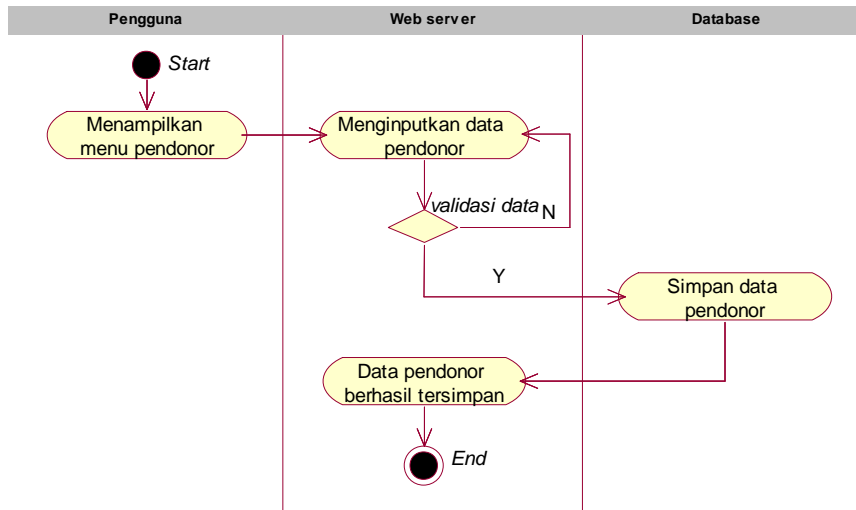 Pengguna
Web server
Database
Start
Menampilkan
menu pendonor
Menginputkan data
pendonor
validasi data
N
Y
Simpan data
pendonor
Data pendonor
berhasil tersimpan
End